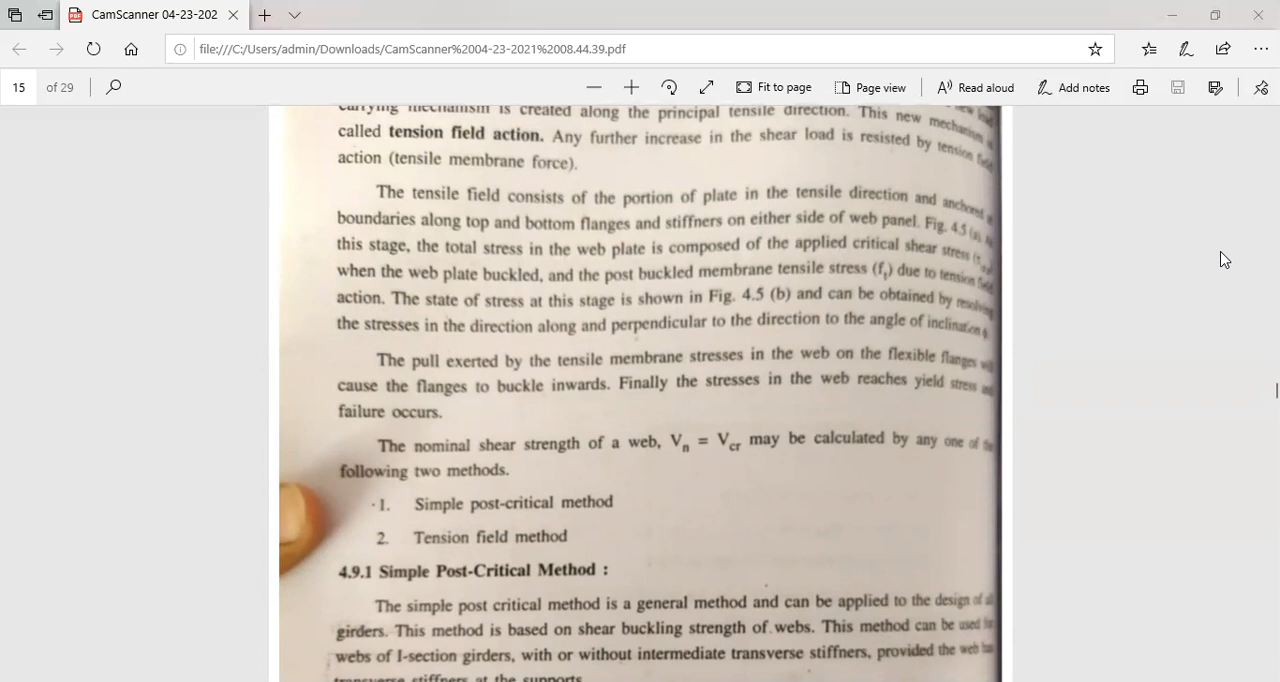 CamScanner 04-23-202
file:///C:/Users/admin/Downloads/CamScanner%2004-23-2021%2008.44.39.pdf
15 of 29
Fit to page
Page view
Read aloud
Add notes
carrying mechanism is created along the principal tensile direction. This new mechanism
called tension field action. Any further increase in the shear load is resisted by tension field
action (tensile membrane force).
The tensile field consists of the portion of plate in the tensile direction and anchored
boundaries along top and bottom flanges and stiffners on either side of web panel. Fig. 4.5 (a)
this stage, the total stress in the web plate is composed of the applied critical shear stress
when the web plate buckled, and the post buckled membrane tensile stress (ft) due to tension field
action. The state of stress at this stage is shown in Fig. 4.5 (b) and can be obtained by resolving
the stresses in the direction along and perpendicular to the direction to the angle of inclination ϕ.
The pull exerted by the tensile membrane stresses in the web on the flexible flanges will
cause the flanges to buckle inwards. Finally the stresses in the web reaches yield stress and
failure occurs.
The nominal shear strength of a web, Vn = Vcr may be calculated by any one of the
following two methods.
1. Simple post-critical method
2. Tension field method
4.9.1 Simple Post-Critical Method :
The simple post critical method is a general method and can be applied to the design of all
girders. This method is based on shear buckling strength of webs. This method can be used for
webs of I-section girders, with or without intermediate transverse stiffners, provided the web has
transverse stiffners at the supports